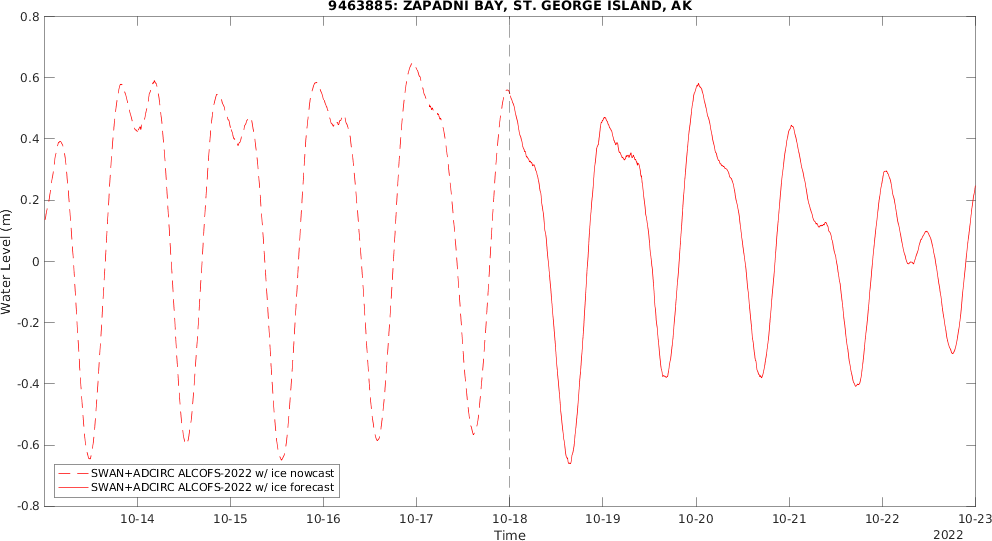 9463885: ZAPADNI BAY, ST. GEORGE ISLAND, AK
0.8
0.6
0.4
0.2
0
-0.2
-0.4
-0.6
-0.8
Water Level (m)
SWAN+ADCIRC ALCOFS-2022 w/ ice nowcast
SWAN+ADCIRC ALCOFS-2022 w/ ice forecast
10-14 10-15 10-16 10-17 10-18 10-19 10-20 10-21 10-22 10-23
Time
2022